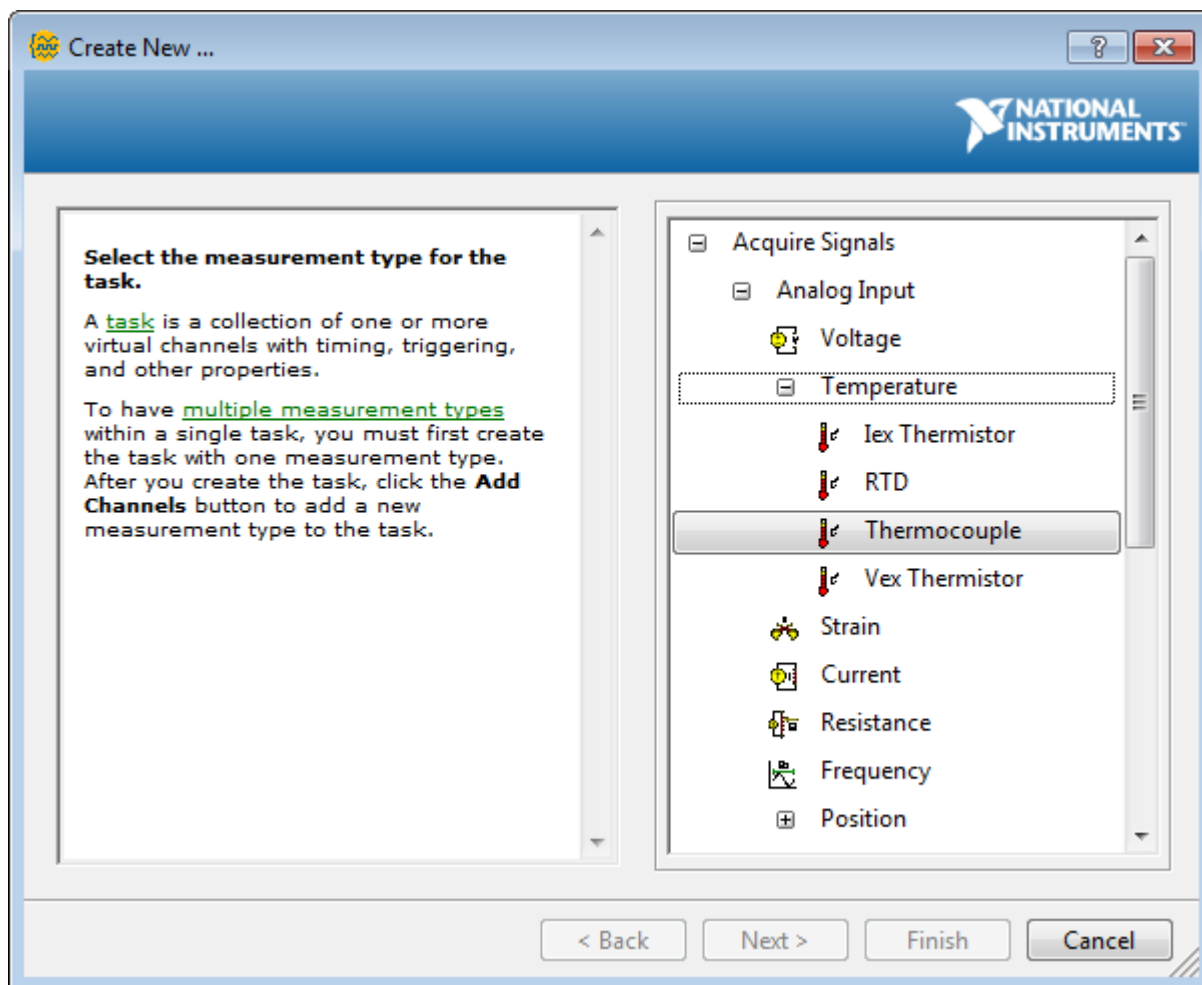 Create New ...
NATIONAL
INSTRUMENTS™
Select the measurement type for the
task.
A task is a collection of one or more
virtual channels with timing, triggering,
and other properties.
To have multiple measurement types
within a single task, you must first create
the task with one measurement type.
After you create the task, click the Add
Channels button to add a new
measurement type to the task.
Acquire Signals
Analog Input
Voltage
Temperature
Iex Thermistor
RTD
Thermocouple
Vex Thermistor
Strain
Current
Resistance
Frequency
Position
< Back
Next >
Finish
Cancel